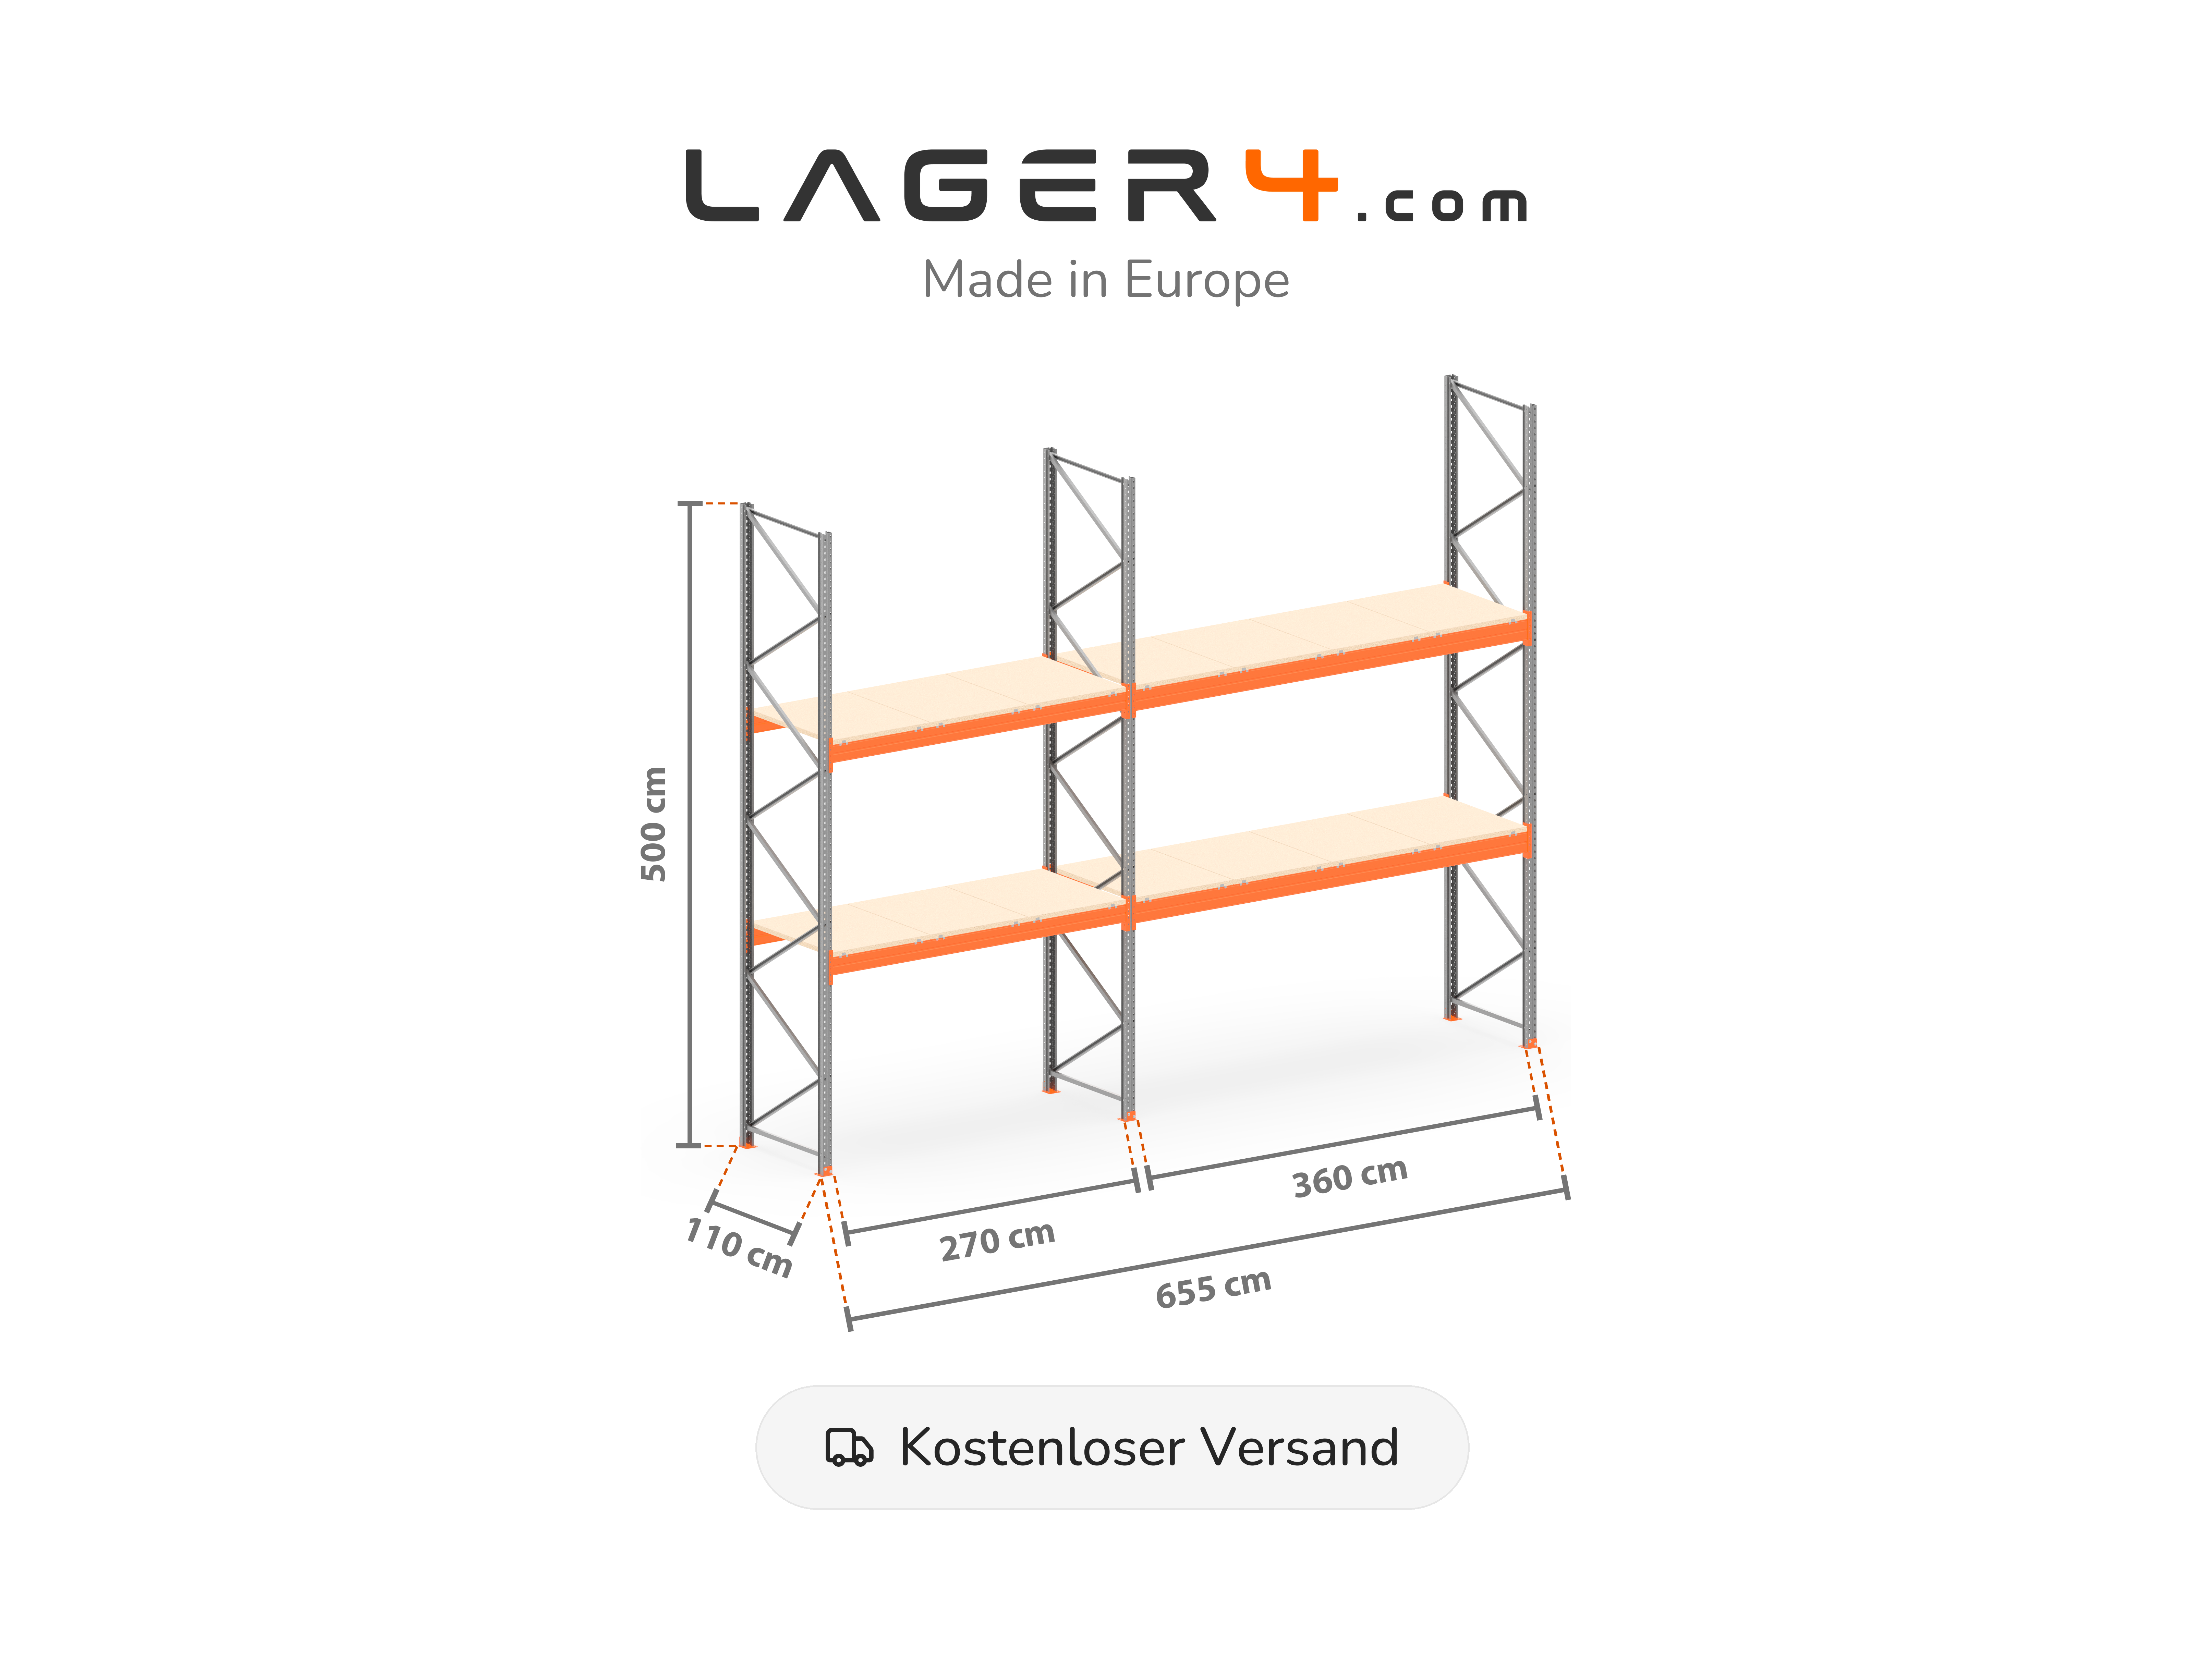 LAGER4.com
Made in Europe
500 cm
110 cm
270 cm
360 cm
655 cm
Kostenloser Versand